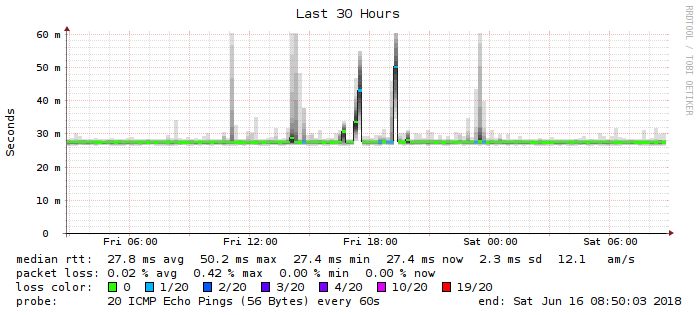 Last 30 Hours
RRDTOOL / TOBI OETIKER
Seconds
60 m
50 m
40 m
30 m
20 m
10 m
0
Fri 06:00 Fri 12:00 Fri 18:00 Sat 00:00 Sat 06:00
median rtt: 27.8 ms avg 50.2 ms max 27.4 ms min 27.4 ms now 2.3 ms sd 12.1 am/s
packet loss: 0.02 % avg 0.42 % max 0.00 % min 0.00 % now
loss color: 0 1/20 2/20 3/20 4/20 10/20 19/20
probe: 20 ICMP Echo Pings (56 Bytes) every 60s end: Sat Jun 16 08:50:03 2018